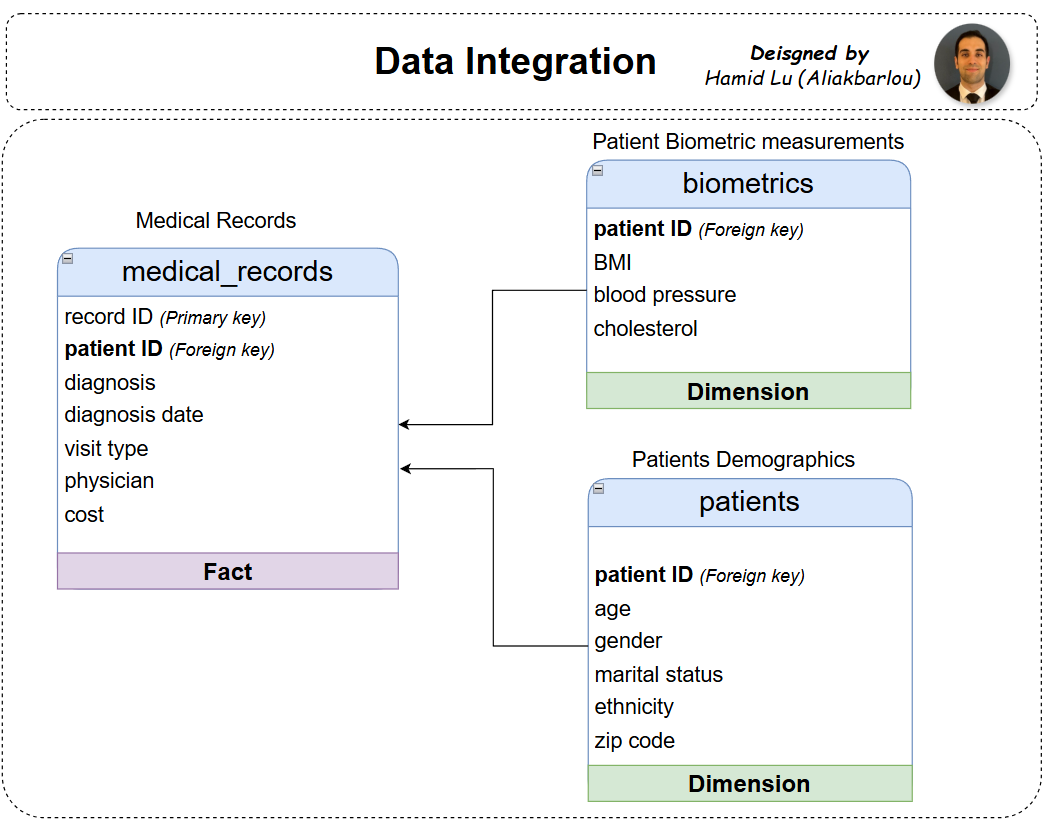 Data Integration
Deisgned by
Hamid Lu (Aliakbarlou)
Medical Records
medical_records
record ID (Primary key)
patient ID (Foreign key)
diagnosis
diagnosis date
visit type
physician
cost
Fact
Patient Biometric measurements
biometrics
patient ID (Foreign key)
BMI
blood pressure
cholesterol
Dimension
Patients Demographics
patients
patient ID (Foreign key)
age
gender
marital status
ethnicity
zip code
Dimension